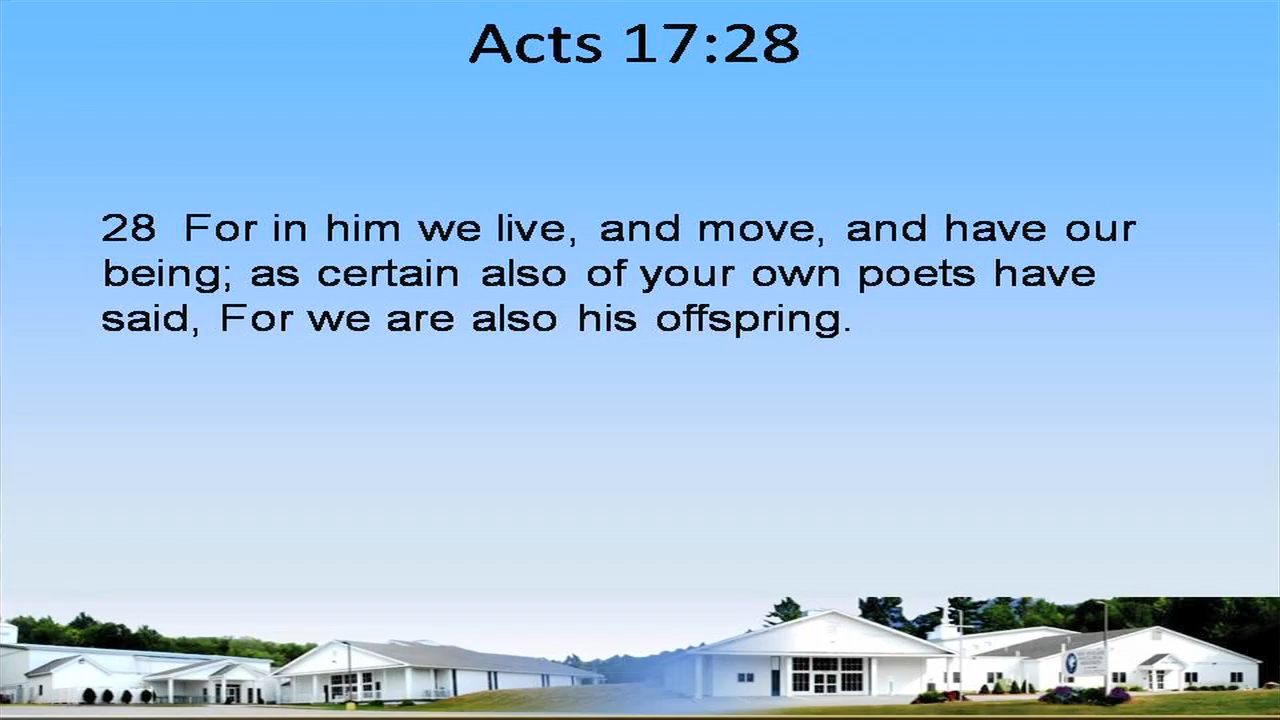 Acts 17:28
28 For in him we live, and move, and have our
being; as certain also of your own poets have
said, For we are also his offspring.